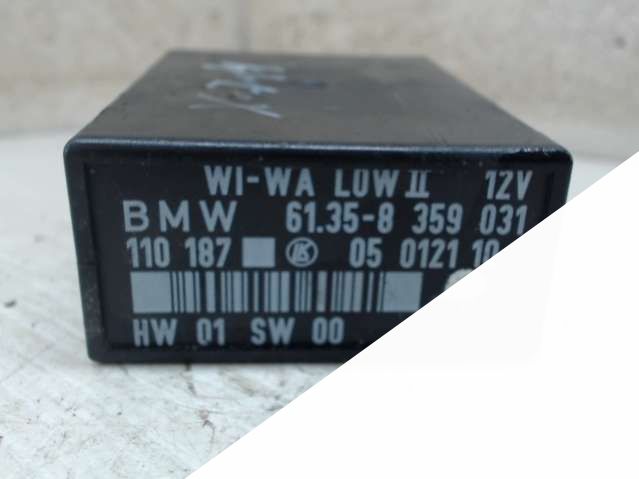 WI-WA LOW II 12V
BMW 61.35-8 359 031
110 187 LK 05 0121 10
HW 01 SW 00